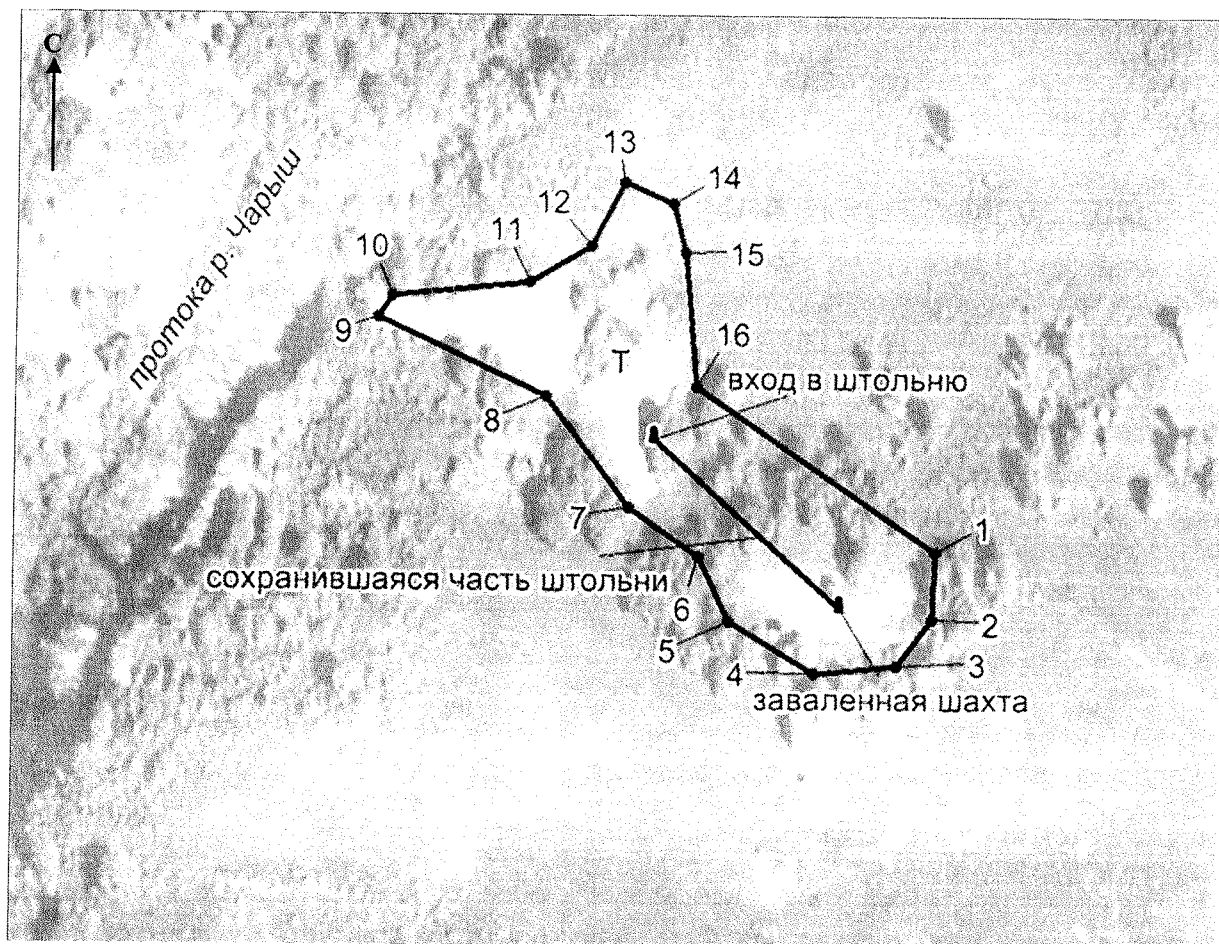 С
протока р. Чарыш
13
14
12
15
11
10
9
16
Т
вход в штольню
8
7
1
сохранившаяся часть штольни
6
2
5
3
4
заваленная шахта